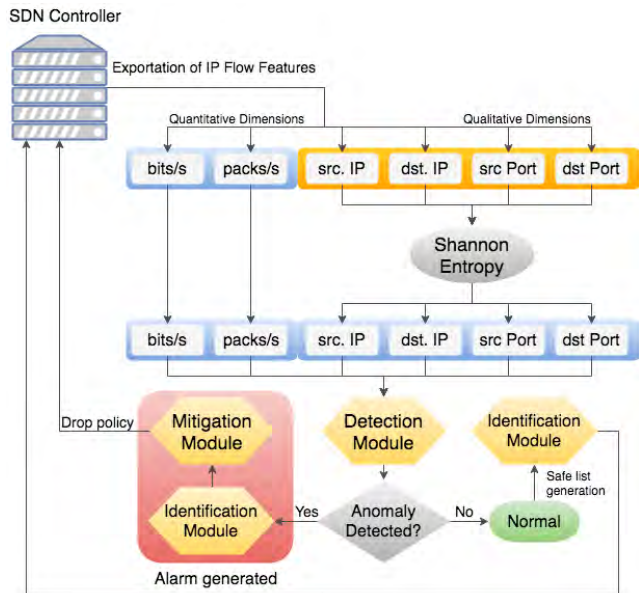 SDN Controller
Exportation of IP Flow Features
Quantitative Dimensions
Qualitative Dimensions
bits/s
packs/s
src. IP
dst. IP
src Port
dst Port
Shannon
Entropy
bits/s
packs/s
src. IP
dst. IP
src Port
dst Port
Drop policy
Mitigation
Module
Detection
Module
Identification
Module
Safe list
generation
Identification
Module
Yes
Anomaly
Detected?
No
Normal
Alarm generated